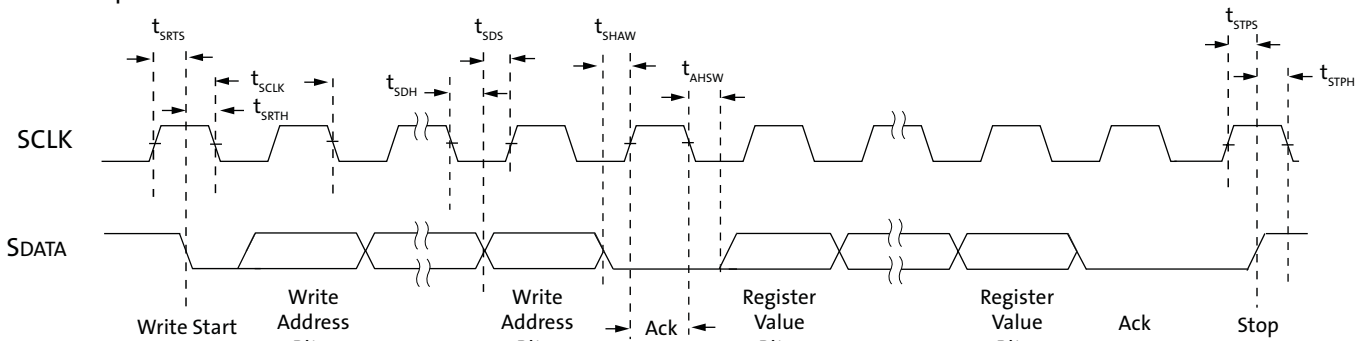 tSRTS
tSDS
tSHAW
tSTPS
tSCLK
tSDH
tAHSW
tSTPH
tSRTH
SCLK
SDATA
Write Start
Write
Address
Write
Address
Ack
Register
Value
Register
Value
Ack
Stop